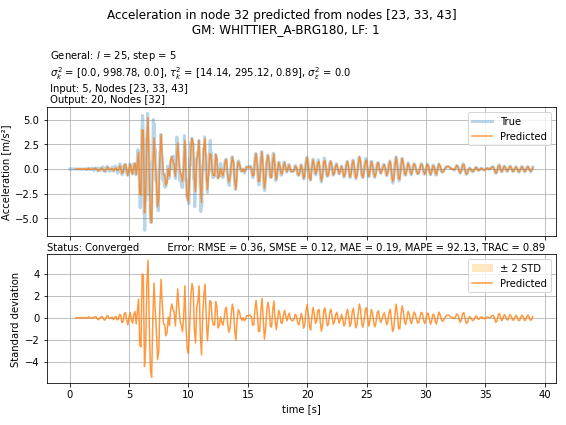 Acceleration in node 32 predicted from nodes [23, 33, 43]
GM: WHITTIER_A-BRG180, LF: 1
General: l = 25, step = 5
σ²ₖ = [0.0, 998.78, 0.0], τ²ₖ = [14.14, 295.12, 0.89], σ²ε = 0.0
Input: 5, Nodes [23, 33, 43]
Output: 20, Nodes [32]
Acceleration [m/s²]
5.0
2.5
0.0
−2.5
−5.0
True
Predicted
Status: Converged
Error: RMSE = 0.36, SMSE = 0.12, MAE = 0.19, MAPE = 92.13, TRAC = 0.89
Standard deviation
4
2
0
−2
−4
± 2 STD
Predicted
0 5 10 15 20 25 30 35 40
time [s]